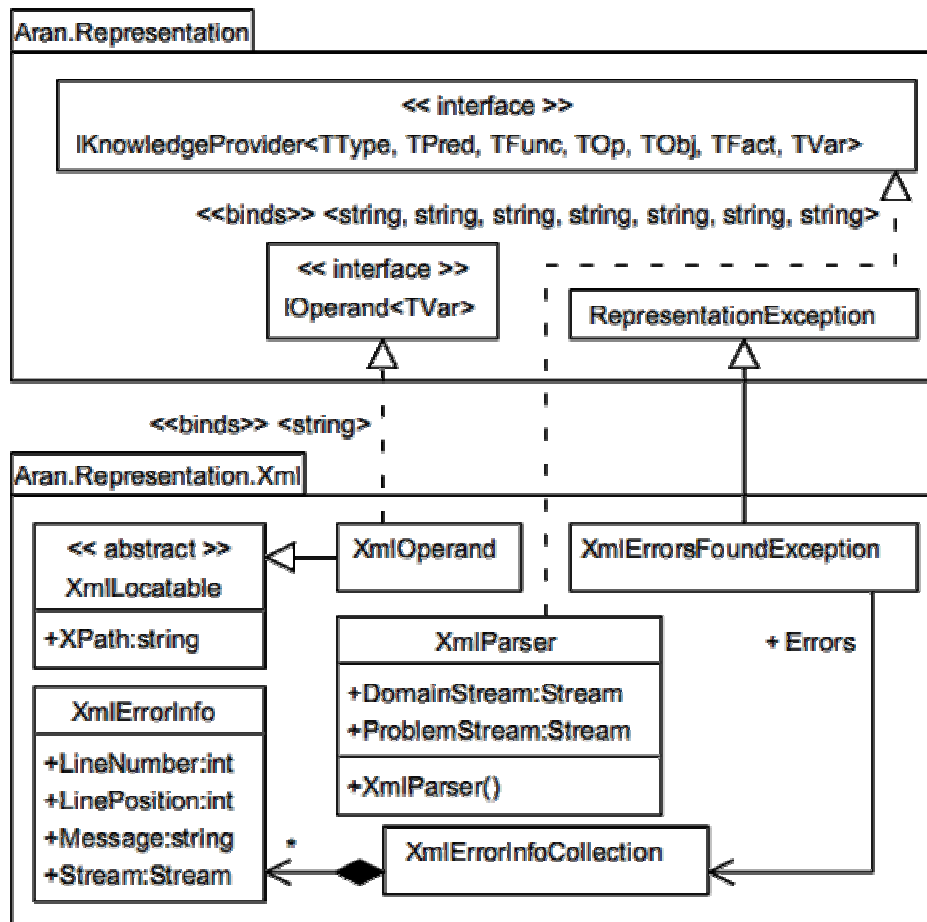 Aran.Representation
<< interface >>
IKnowledgeProvider<TType, TPred, TFunc, TOp, TObj, TFact, TVar>
<<binds>> <string, string, string, string, string, string, string>
<< interface >>
IOperand<TVar>
RepresentationException
<<binds>> <string>
Aran.Representation.Xml
<< abstract >>
XmlLocatable
+XPath:string
XmlOperand
XmlErrorsFoundException
XmlParser
+DomainStream:Stream
+ProblemStream:Stream
+XmlParser()
+ Errors
XmlErrorInfo
+LineNumber:int
+LinePosition:int
+Message:string
+Stream:Stream
*
XmlErrorInfoCollection